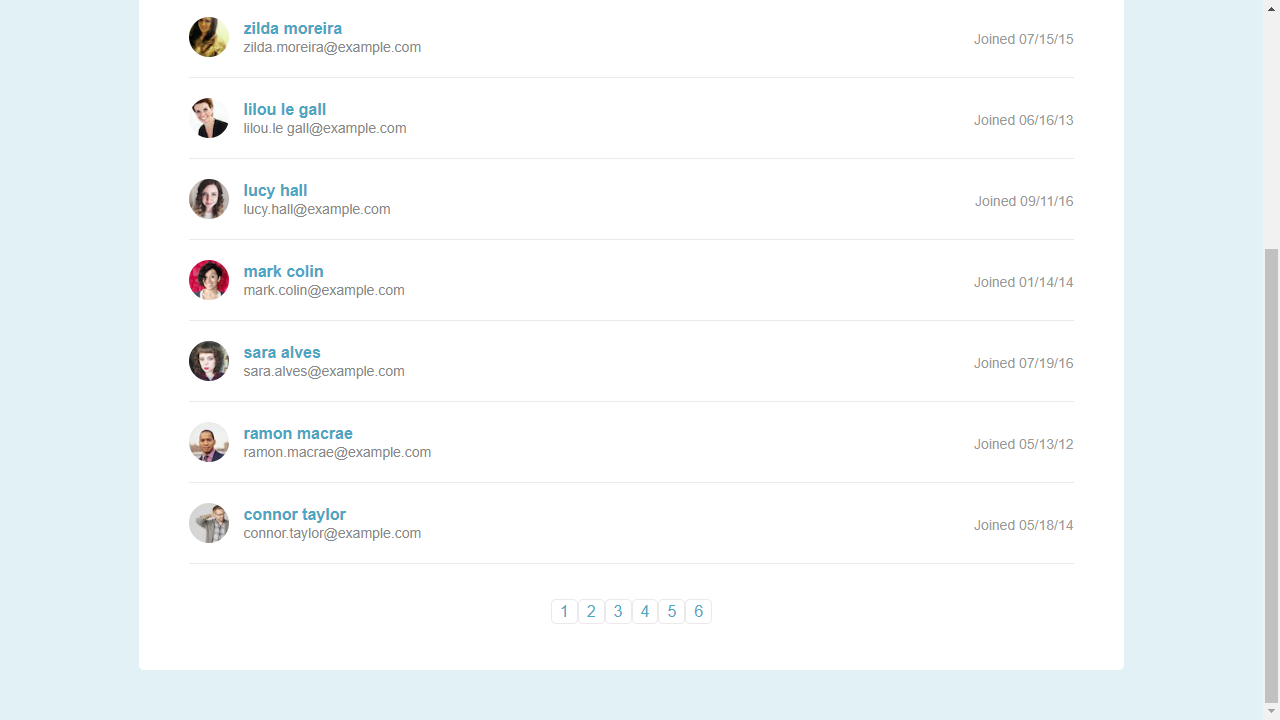 zilda moreira
zilda.moreira@example.com
Joined 07/15/15
lilou le gall
lilou.le gall@example.com
Joined 06/16/13
lucy hall
lucy.hall@example.com
Joined 09/11/16
mark colin
mark.colin@example.com
Joined 01/14/14
sara alves
sara.alves@example.com
Joined 07/19/16
ramon macrae
ramon.macrae@example.com
Joined 05/13/12
connor taylor
connor.taylor@example.com
Joined 05/18/14
1 2 3 4 5 6